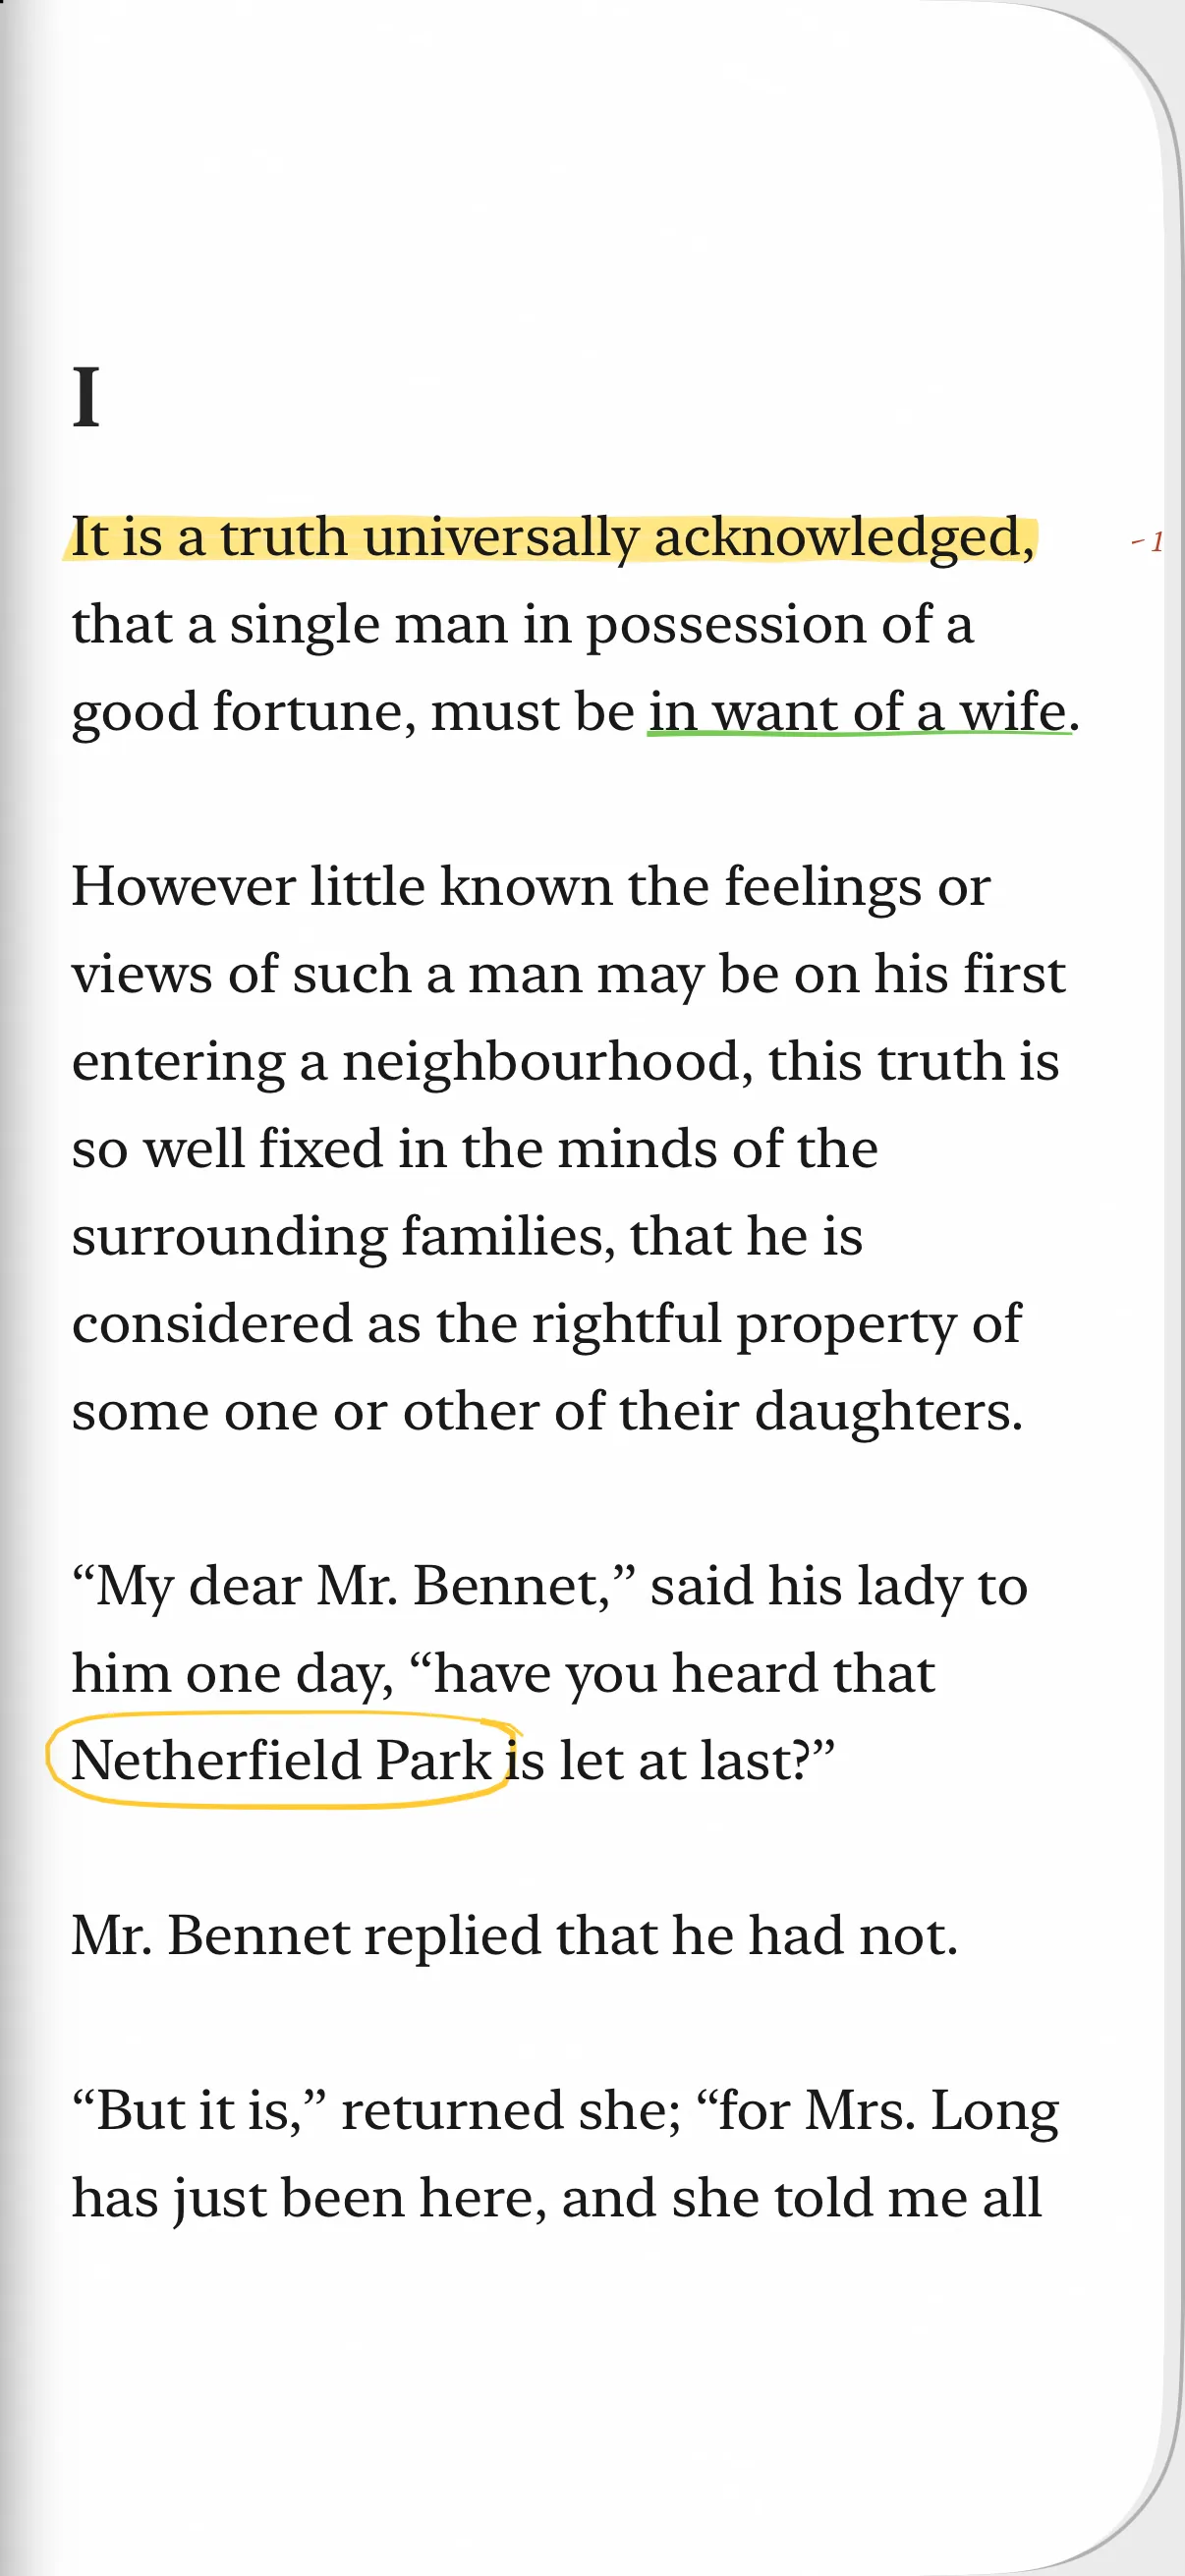 I
It is a truth universally acknowledged,
- 1
that a single man in possession of a
good fortune, must be in want of a wife.
However little known the feelings or
views of such a man may be on his first
entering a neighbourhood, this truth is
so well fixed in the minds of the
surrounding families, that he is
considered as the rightful property of
some one or other of their daughters.
“My dear Mr. Bennet,” said his lady to
him one day, “have you heard that
Netherfield Park is let at last?”
Mr. Bennet replied that he had not.
“But it is,” returned she; “for Mrs. Long
has just been here, and she told me all